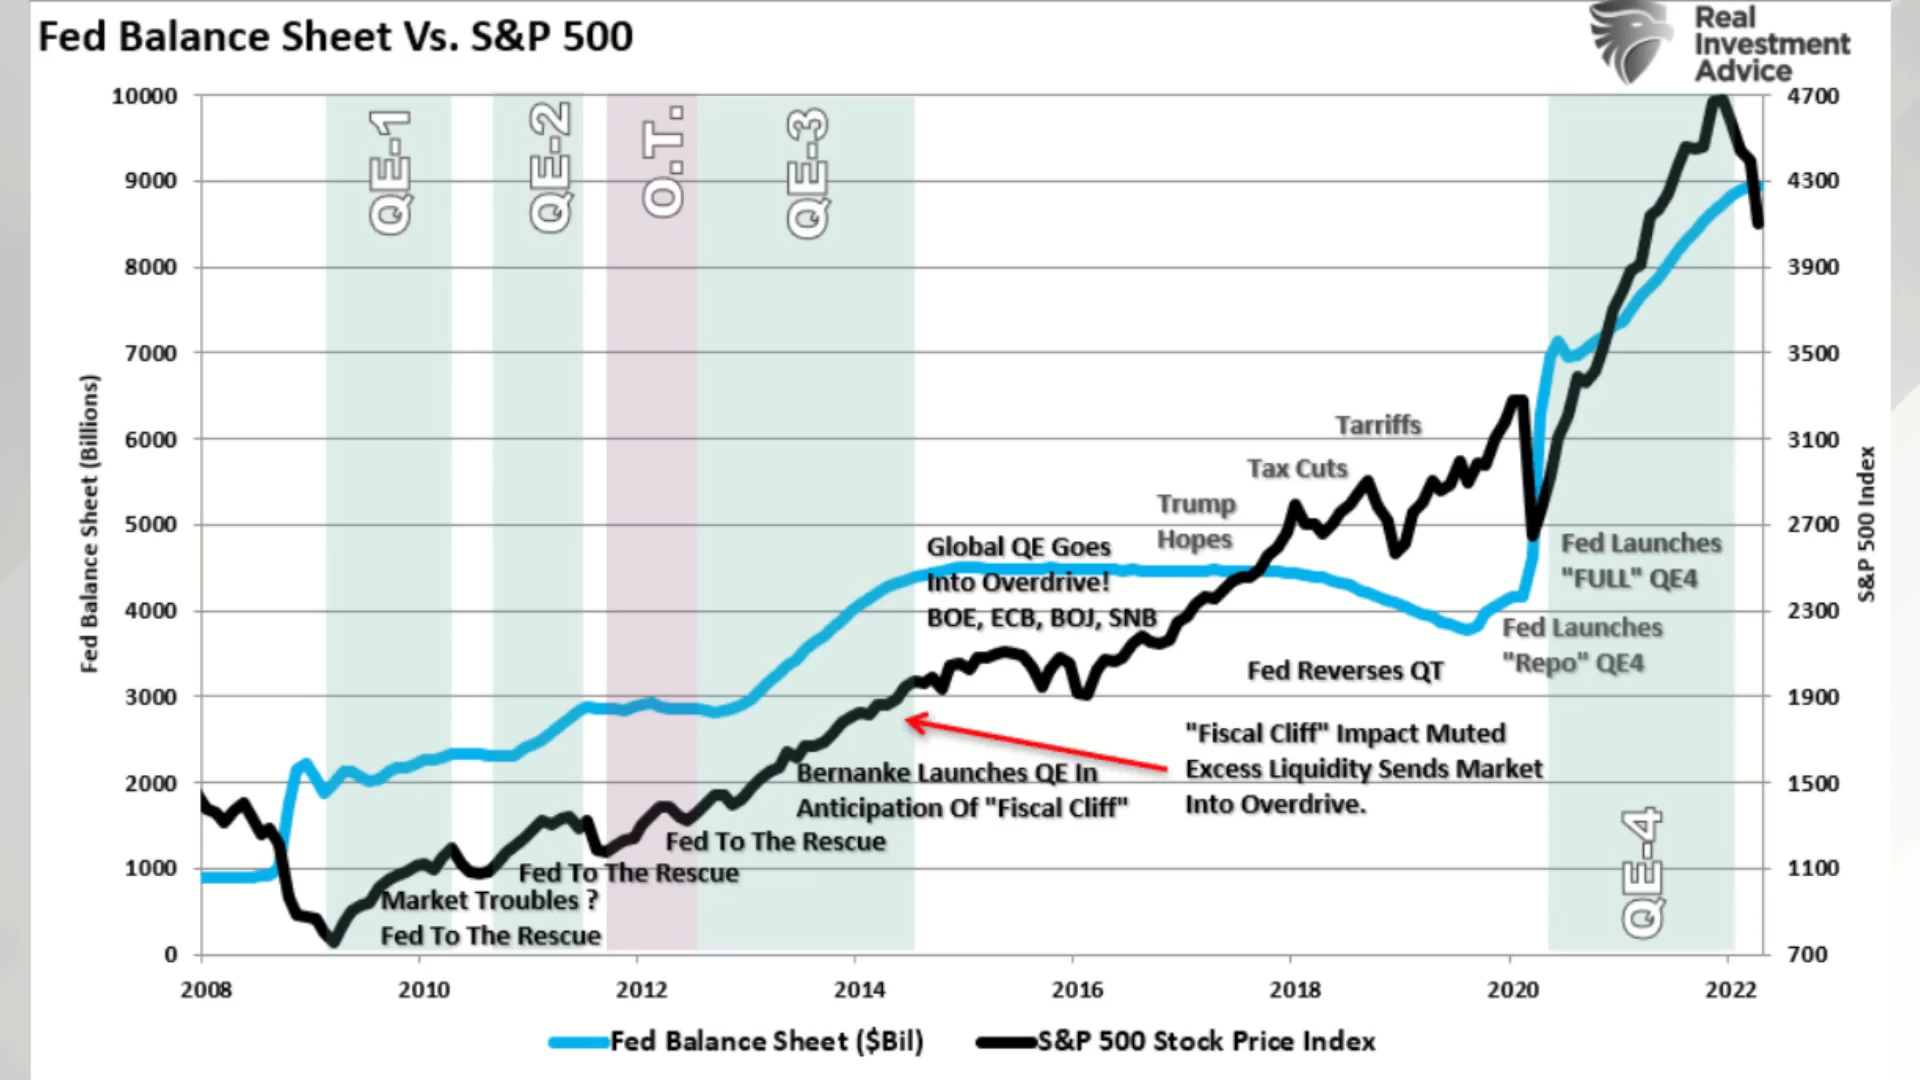 Fed Balance Sheet Vs. S&P 500
Real
Investment
Advice
10000
9000
8000
7000
6000
5000
4000
3000
2000
1000
0
Fed Balance Sheet (Billions)
4700
4300
3900
3500
3100
2700
2300
1900
1500
1100
700
S&P 500 Index
QE-1
QE-2
O.T.
QE-3
QE-4
Tarriffs
Tax Cuts
Trump
Hopes
Global QE Goes
Into Overdrive!
BOE, ECB, BOJ, SNB
Fed Launches
"FULL" QE4
Fed Launches
"Repo" QE4
Fed Reverses QT
"Fiscal Cliff" Impact Muted
Excess Liquidity Sends Market
Into Overdrive.
Bernanke Launches QE In
Anticipation Of "Fiscal Cliff"
Fed To The Rescue
Fed To The Rescue
Market Troubles ?
Fed To The Rescue
2008 2010 2012 2014 2016 2018 2020 2022
Fed Balance Sheet ($Bil) S&P 500 Stock Price Index